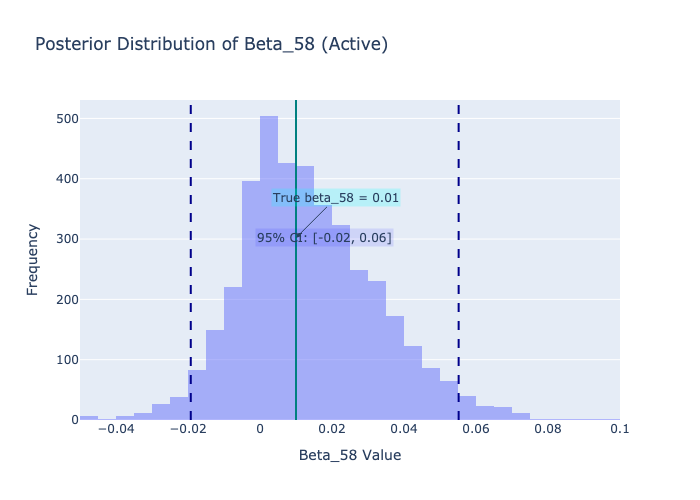 Posterior Distribution of Beta_58 (Active)
500
400
300
200
100
0
Frequency
True beta_58 = 0.01
95% CI: [-0.02, 0.06]
−0.04
−0.02
0
0.02
0.04
0.06
0.08
0.1
Beta_58 Value